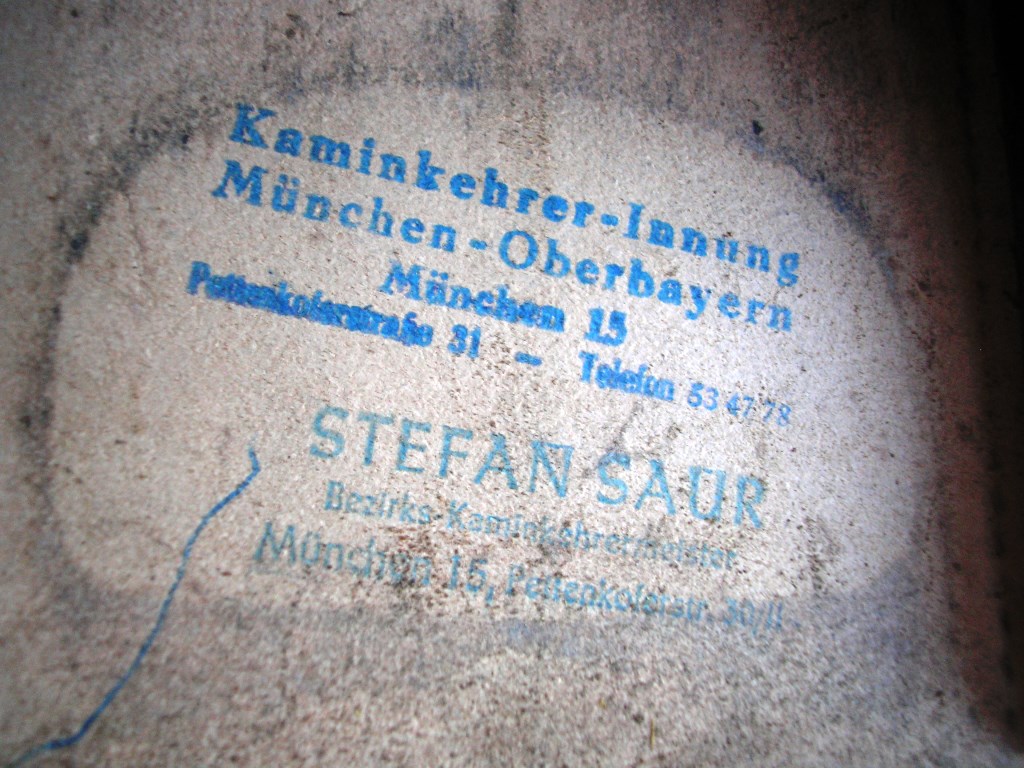 Kaminkehrer-Innung
München-Oberbayern
München 15
Pettenkoferstraße 31 — Telefon 53 47 78
STEFAN SAUR
Bezirks-Kaminkehrermeister
München 15, Pettenkoferstr. 30/II